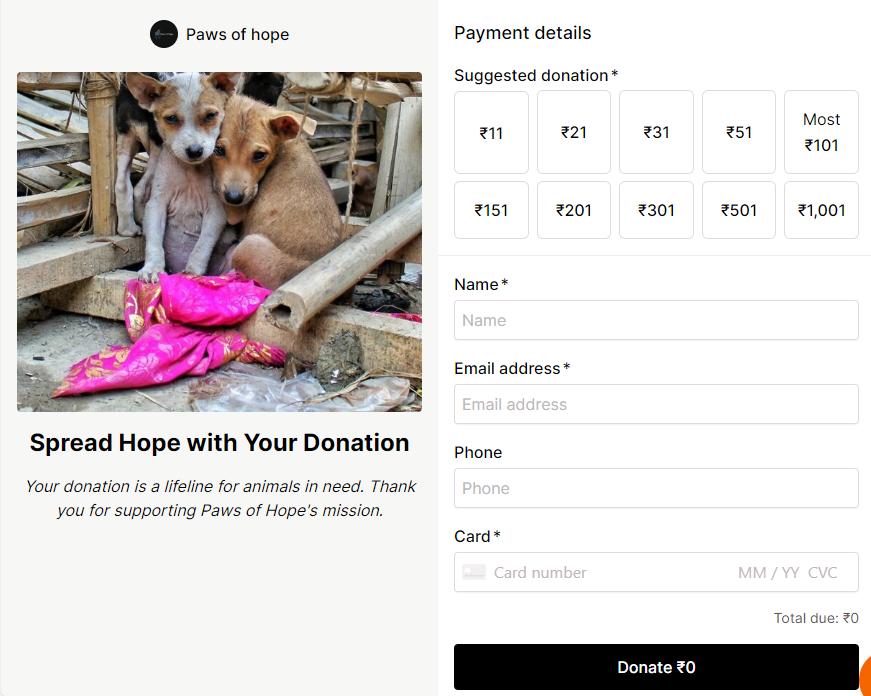 Paws of hope
Spread Hope with Your Donation
Your donation is a lifeline for animals in need. Thank
you for supporting Paws of Hope's mission.
Payment details
Suggested donation*
₹11
₹21
₹31
₹51
Most
₹101
₹151
₹201
₹301
₹501
₹1,001
Name*
Name
Email address*
Email address
Phone
Phone
Card*
Card number MM / YY CVC
Total due: ₹0
Donate ₹0